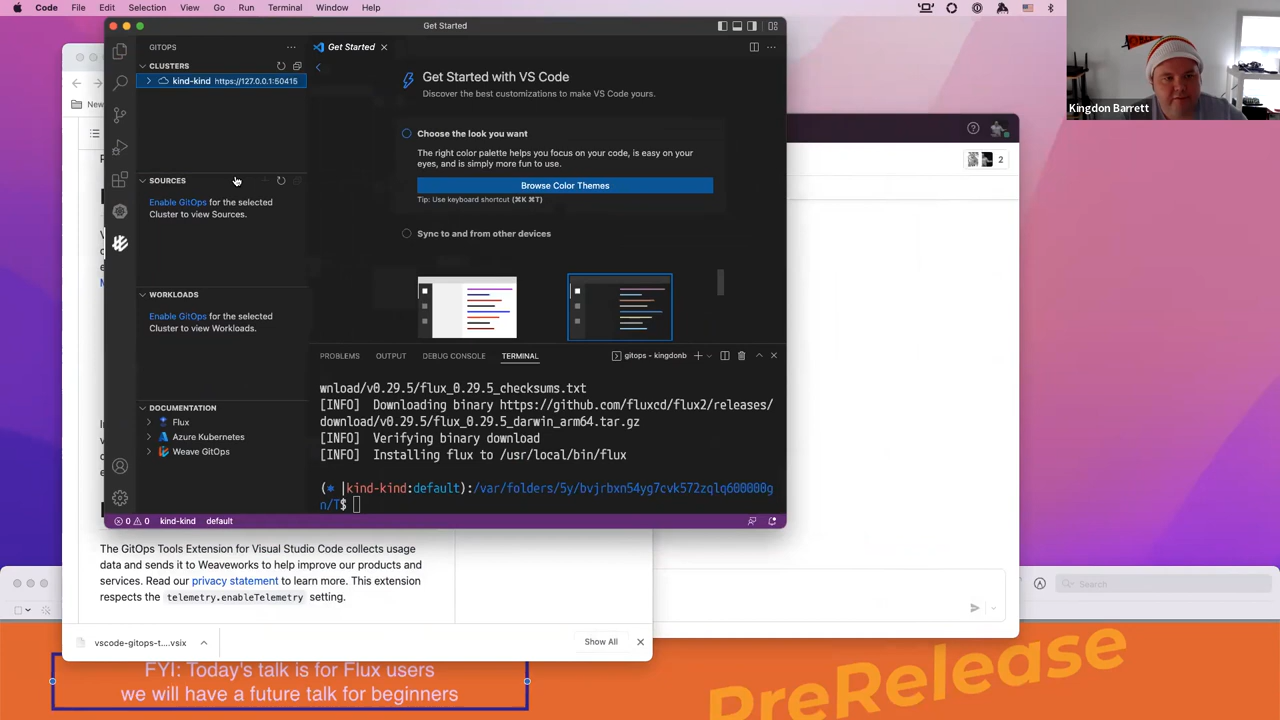 Code File Edit Selection View Go Run Terminal Window Help
Get Started
Kingdon Barrett
GITOPS
CLUSTERS
kind-kind https://127.0.0.1:50415
SOURCES
Enable GitOps for the selected
Cluster to view Sources.
WORKLOADS
Enable GitOps for the selected
Cluster to view Workloads.
DOCUMENTATION
Flux
Azure Kubernetes
Weave GitOps
Get Started
Get Started with VS Code
Discover the best customizations to make VS Code yours.
Choose the look you want
The right color palette helps you focus on your code, is easy on your
eyes, and is simply more fun to use.
Browse Color Themes
Tip: Use keyboard shortcut (⌘K ⌘T)
Sync to and from other devices
PROBLEMS OUTPUT DEBUG CONSOLE TERMINAL
gitops - kingdonb
wnload/v0.29.5/flux_0.29.5_checksums.txt
[INFO] Downloading binary https://github.com/fluxcd/flux2/releases/
download/v0.29.5/flux_0.29.5_darwin_arm64.tar.gz
[INFO] Verifying binary download
[INFO] Installing flux to /usr/local/bin/flux
(* |kind-kind:default):/var/folders/5y/bvjrbxn54yg7cvk572zqlq600000g
n/T$
0 0 kind-kind default
2
New
The GitOps Tools Extension for Visual Studio Code collects usage
data and sends it to Weaveworks to help improve our products and
services. Read our privacy statement to learn more. This extension
respects the telemetry.enableTelemetry setting.
vscode-gitops-t....vsix
Show All
Search
FYI: Today's talk is for Flux users
we will have a future talk for beginners
PreRelease